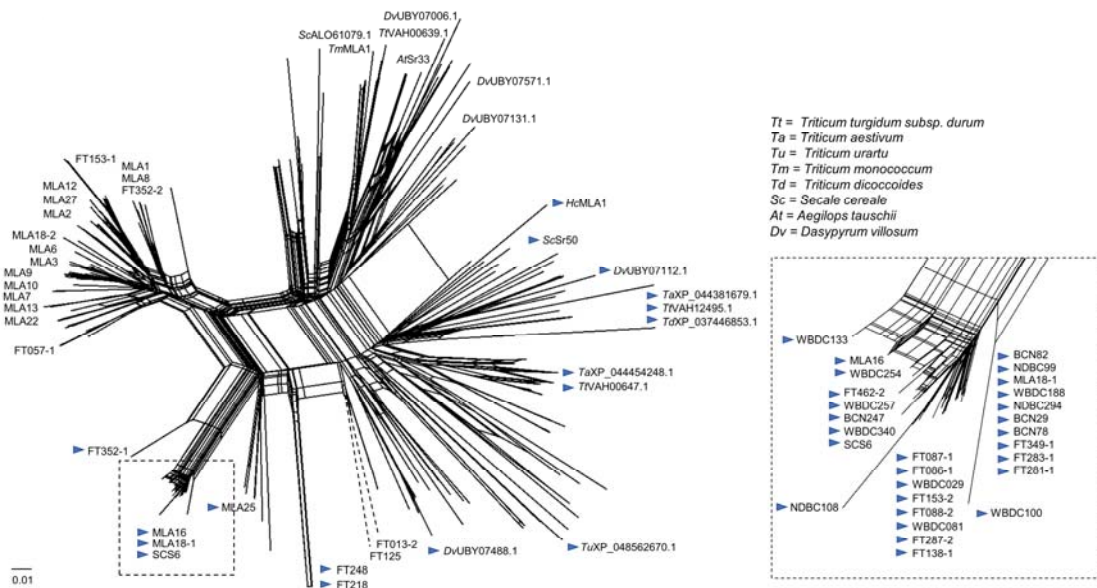 DvUBY07006.1
ScALO61079.1
TtVAH00639.1
TmMLA1
AtSr33
DvUBY07571.1
DvUBY07131.1
FT153-1
MLA1
MLA8
FT352-2
MLA12
MLA27
MLA2
MLA18-2
MLA6
MLA3
MLA9
MLA10
MLA7
MLA13
MLA22
FT057-1
HcMLA1
ScSr50
DvUBY07112.1
TaXP_044381679.1
TtVAH12495.1
TdXP_037446853.1
TaXP_044454248.1
TtVAH00647.1
FT352-1
MLA25
MLA16
MLA18-1
SCS6
FT013-2
FT125
FT248
FT218
DvUBY07488.1
TuXP_048562670.1
0.01
Tt = Triticum turgidum subsp. durum
Ta = Triticum aestivum
Tu = Triticum urartu
Tm = Triticum monococcum
Td = Triticum dicoccoides
Sc = Secale cereale
At = Aegilops tauschii
Dv = Dasypyrum villosum
WBDC133
MLA16
WBDC254
FT462-2
WBDC257
BCN247
WBDC340
SCS6
NDBC108
FT087-1
FT086-1
WBDC029
FT153-2
FT088-2
WBDC081
FT287-2
FT138-1
WBDC100
BCN82
NDBC99
MLA18-1
WBDC188
NDBC294
BCN29
BCN78
FT349-1
FT283-1
FT281-1